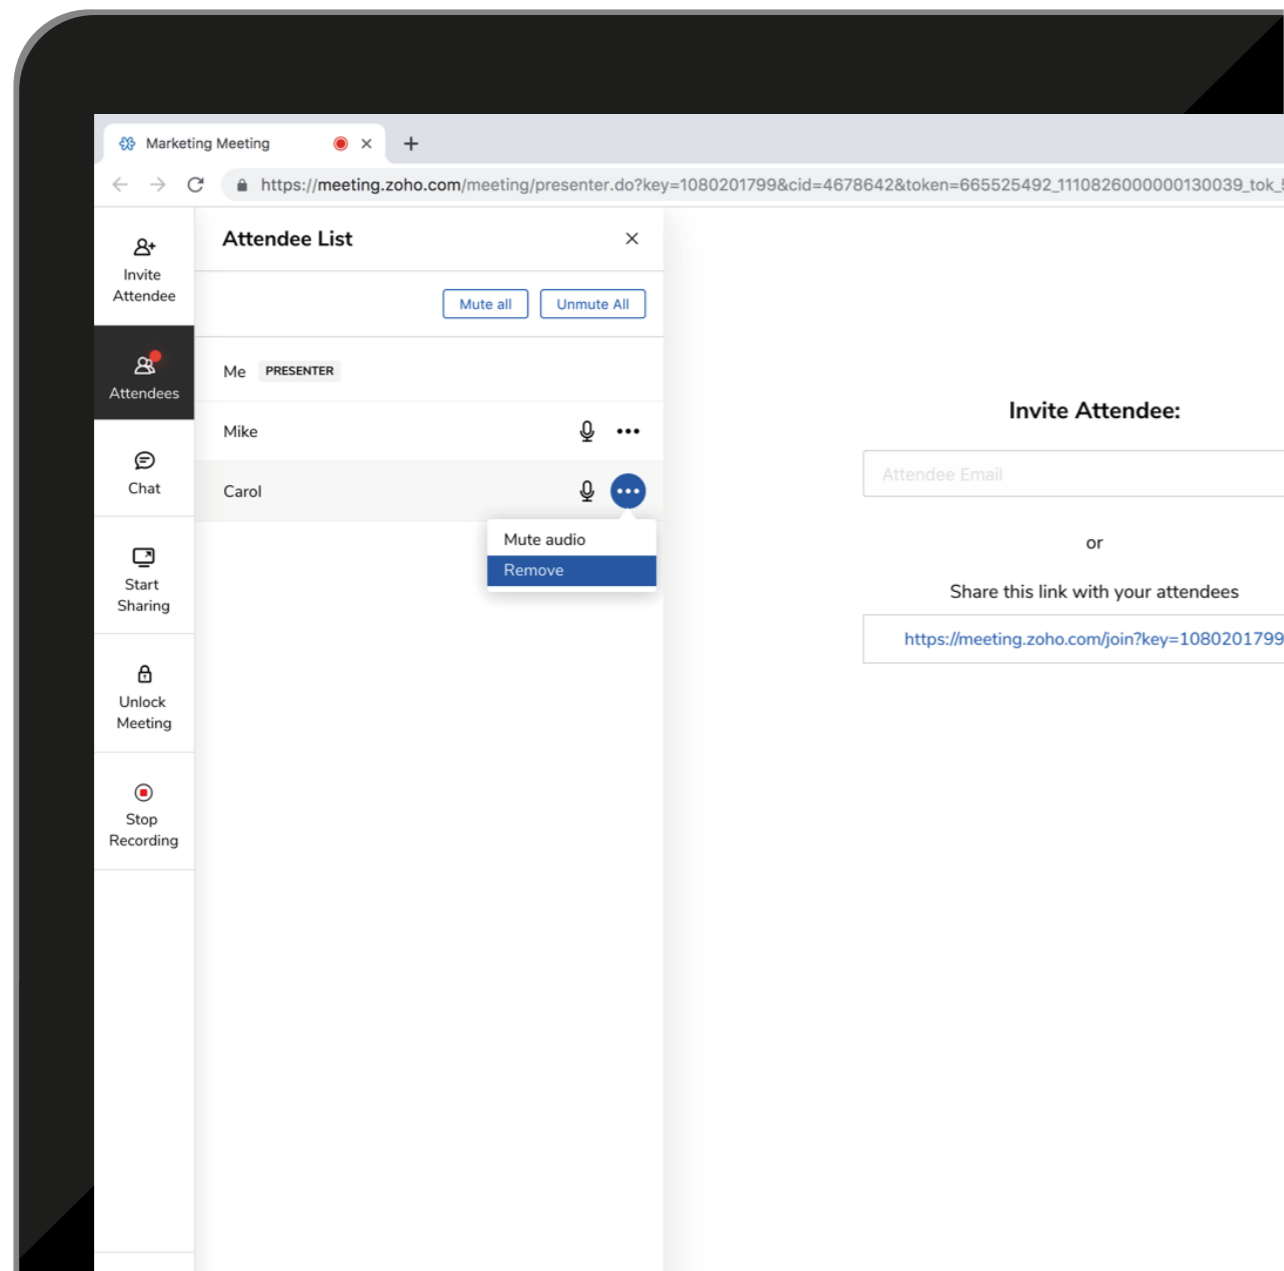 Marketing Meeting
https://meeting.zoho.com/meeting/presenter.do?key=1080201799&cid=4678642&token=665525492_1110826000000130039_tok_
Invite
Attendee
Attendees
Chat
Start
Sharing
Unlock
Meeting
Stop
Recording
Attendee List
Mute all
Unmute All
Me PRESENTER
Mike
Carol
Mute audio
Remove
Invite Attendee:
Attendee Email
or
Share this link with your attendees
https://meeting.zoho.com/join?key=1080201799